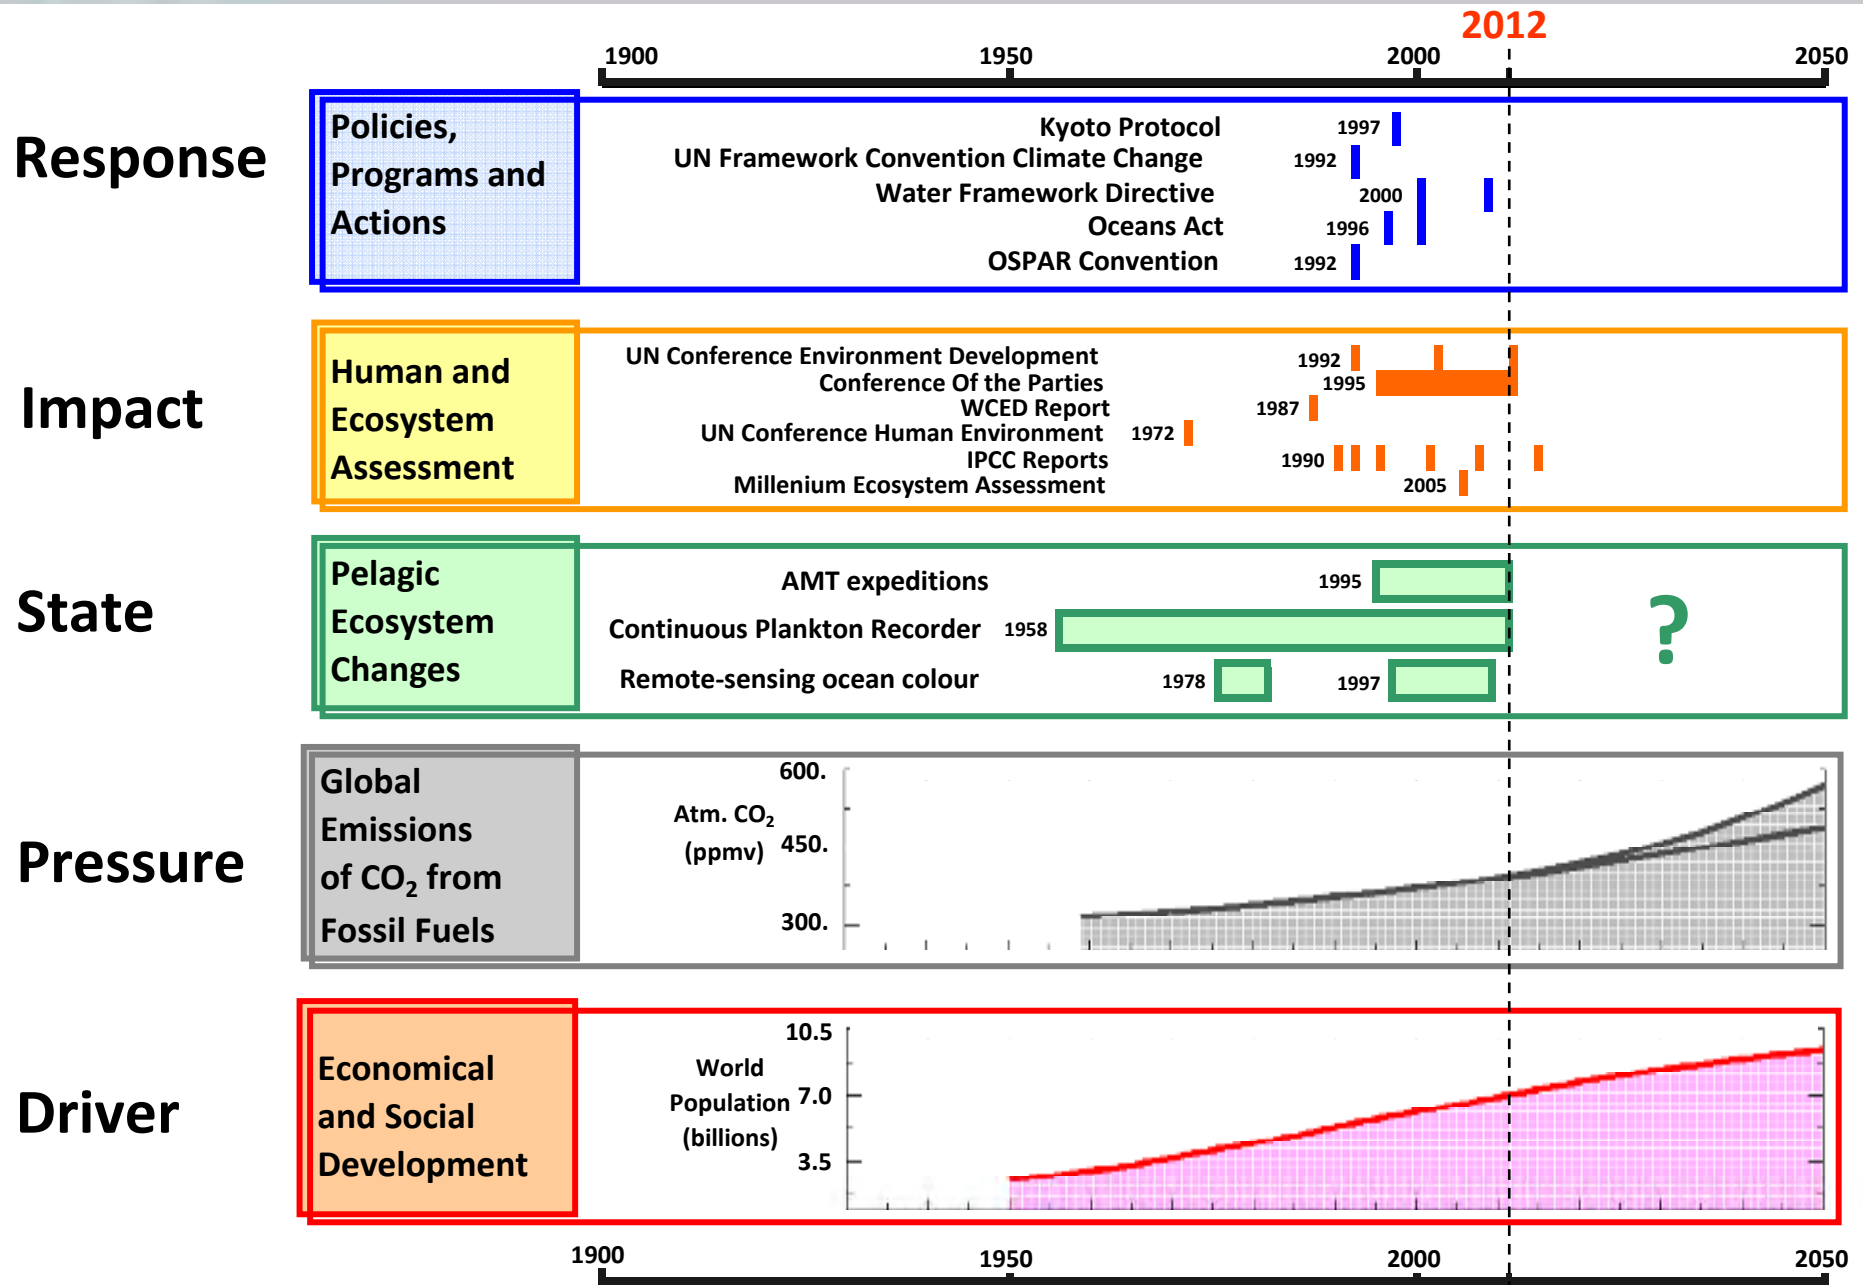 2012
1900 1950 2000 2050
Response
Policies,
Programs and
Actions
Kyoto Protocol 1997
UN Framework Convention Climate Change 1992
Water Framework Directive 2000
Oceans Act 1996
OSPAR Convention 1992
Impact
Human and
Ecosystem
Assessment
UN Conference Environment Development 1992
Conference Of the Parties 1995
WCED Report 1987
UN Conference Human Environment 1972
IPCC Reports 1990
Millenium Ecosystem Assessment 2005
State
Pelagic
Ecosystem
Changes
AMT expeditions 1995
Continuous Plankton Recorder 1958
Remote-sensing ocean colour 1978 1997
?
Pressure
Global
Emissions
of CO₂ from
Fossil Fuels
Atm. CO₂
(ppmv)
600.
450.
300.
Driver
Economical
and Social
Development
World
Population
(billions)
10.5
7.0
3.5
1900 1950 2000 2050